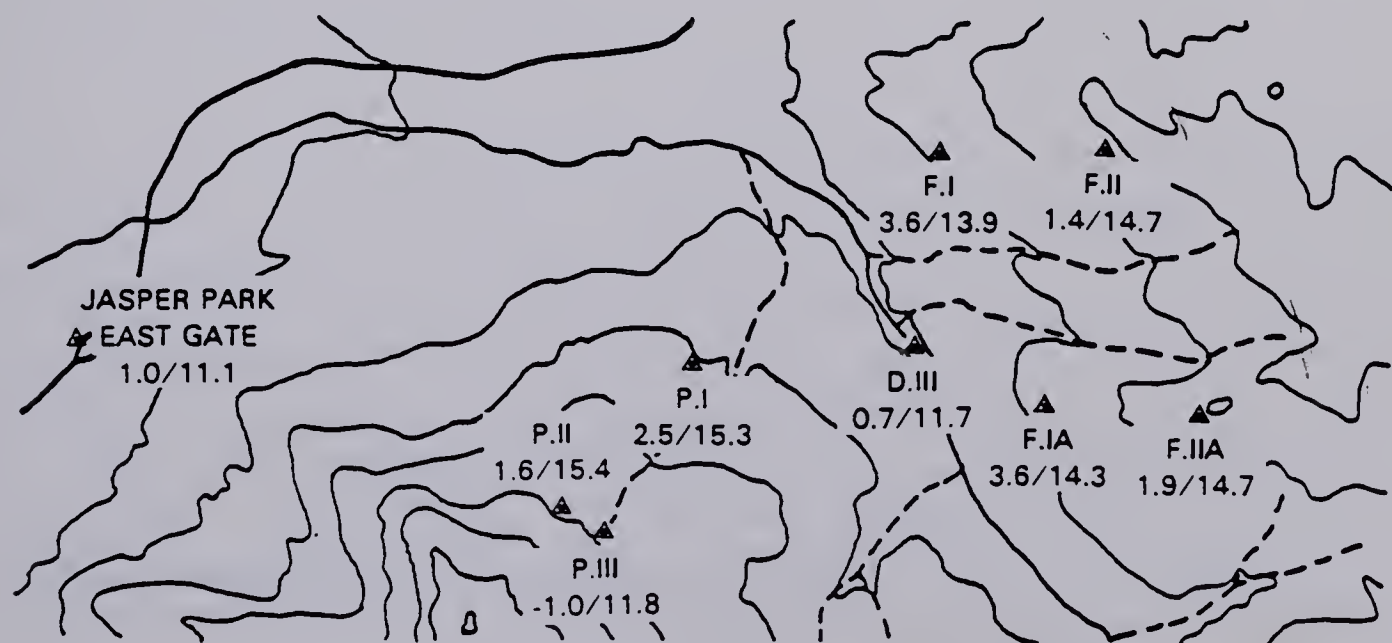 F.I
3.6/13.9
F.II
1.4/14.7
JASPER PARK
EAST GATE
1.0/11.1
D.III
0.7/11.7
P.I
2.5/15.3
P.II
1.6/15.4
F.IA
3.6/14.3
F.IIA
1.9/14.7
P.III
-1.0/11.8